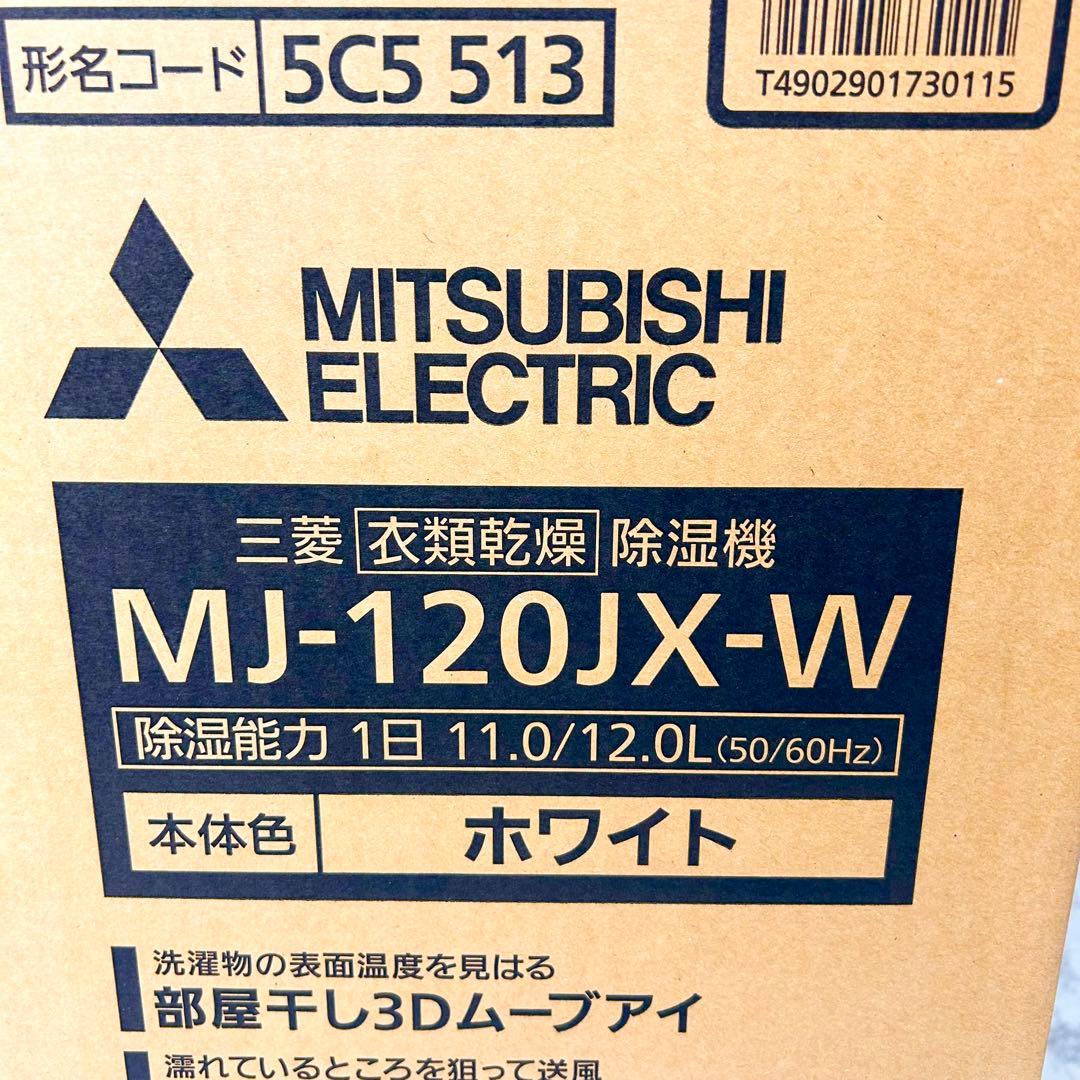 形名コード 5C5 513
T4902901730115
MITSUBISHI
ELECTRIC
三菱 衣類乾燥 除湿機
MJ-120JX-W
除湿能力 1日 11.0/12.0L(50/60Hz)
本体色 ホワイト
洗濯物の表面温度を見はる
部屋干し3Dムーブアイ
濡れているところを狙って送風